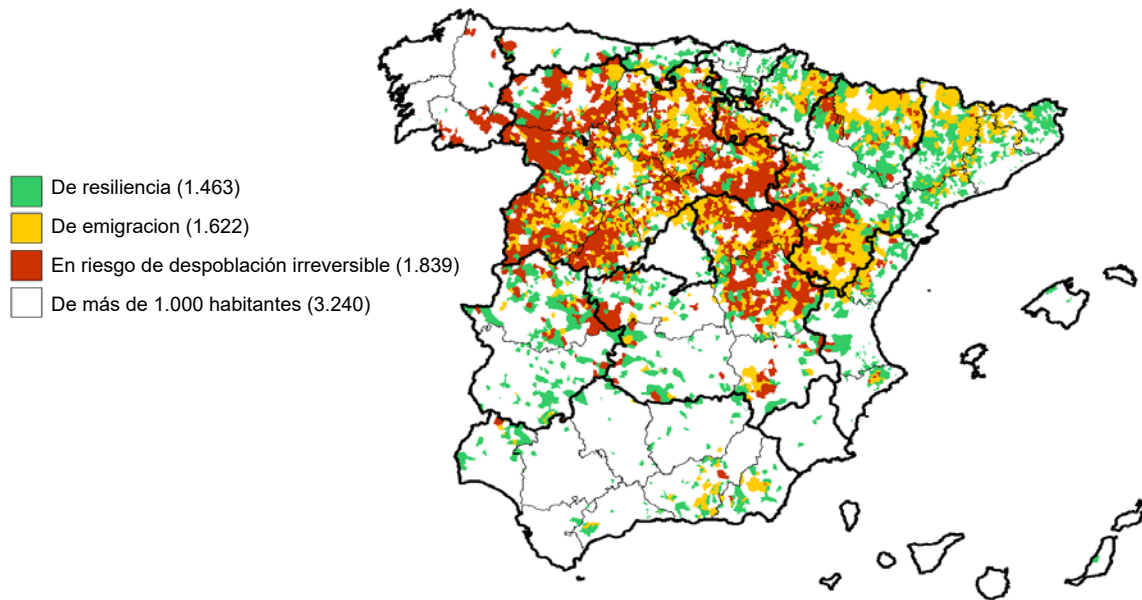 De resiliencia (1.463)
De emigracion (1.622)
En riesgo de despoblación irreversible (1.839)
De más de 1.000 habitantes (3.240)